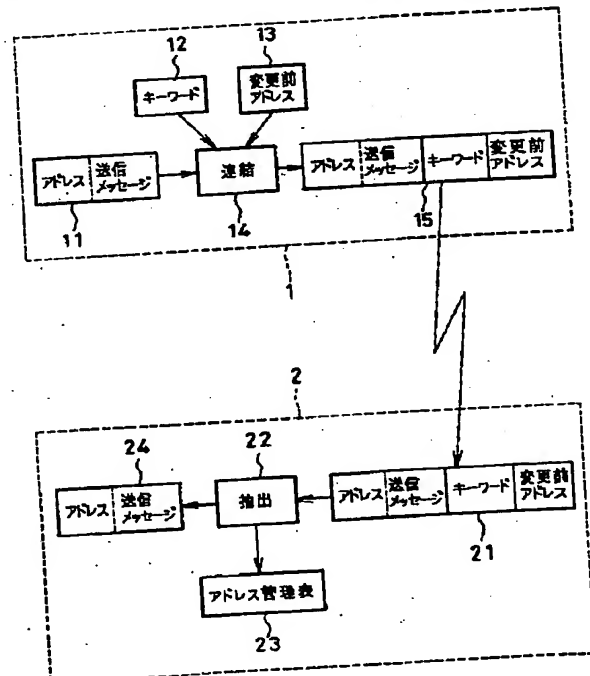 12
13
キーワード
変更前
アドレス
アドレス
送信
メッセージ
連結
アドレス
送信
メッセージ
キーワード
変更前
アドレス
11
14
15
1
2
24
22
アドレス
送信
メッセージ
抽出
アドレス
送信
メッセージ
キーワード
変更前
アドレス
21
アドレス管理表
23